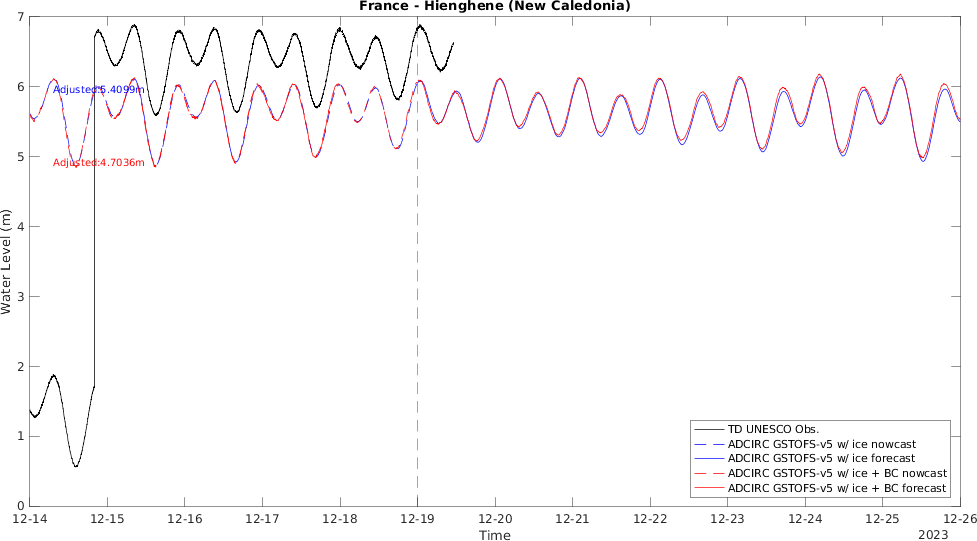 France - Hienghene (New Caledonia)
7
6
5
4
3
2
1
0
Water Level (m)
Adjusted:5.4099m
Adjusted:4.7036m
TD UNESCO Obs.
ADCIRC GSTOFS-v5 w/ ice nowcast
ADCIRC GSTOFS-v5 w/ ice forecast
ADCIRC GSTOFS-v5 w/ ice + BC nowcast
ADCIRC GSTOFS-v5 w/ ice + BC forecast
12-14 12-15 12-16 12-17 12-18 12-19 12-20 12-21 12-22 12-23 12-24 12-25 12-26
Time
2023